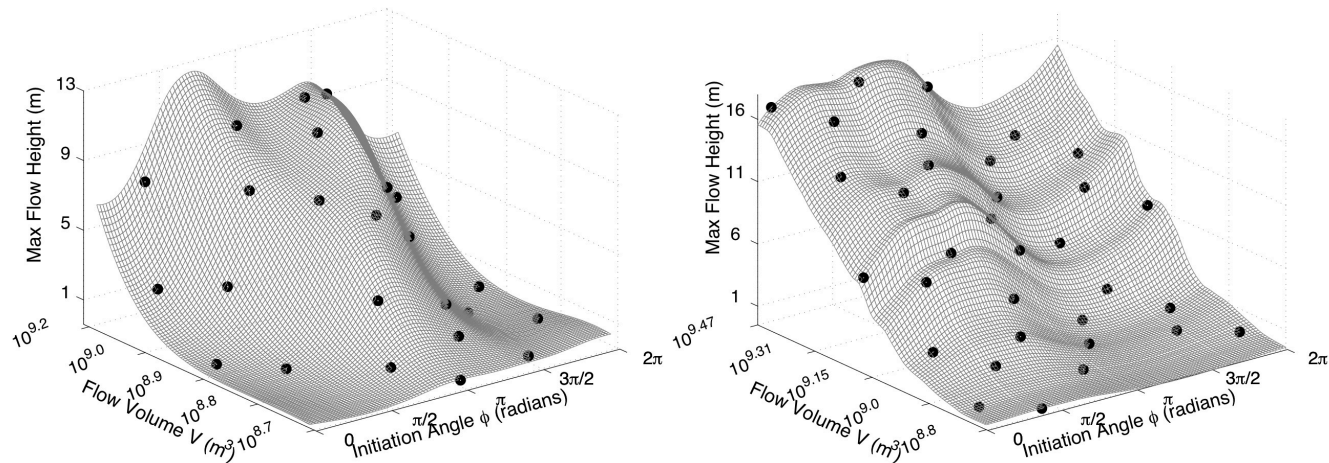 13
9
5
1
Max Flow Height (m)
10^9.2
10^9.0
10^8.9
10^8.8
10^8.7
Flow Volume V (m^3)
0
π/2
π
3π/2
2π
Initiation Angle ϕ (radians)
16
11
6
1
Max Flow Height (m)
10^9.47
10^9.31
10^9.15
10^9.0
10^8.8
Flow Volume V (m^3)
0
π/2
π
3π/2
2π
Initiation Angle ϕ (radians)